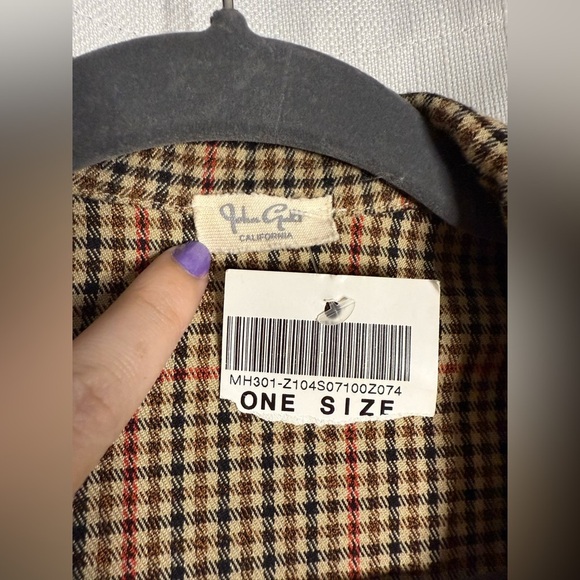 John Galt
CALIFORNIA
MH301-Z104S07100Z074
ONE SIZE